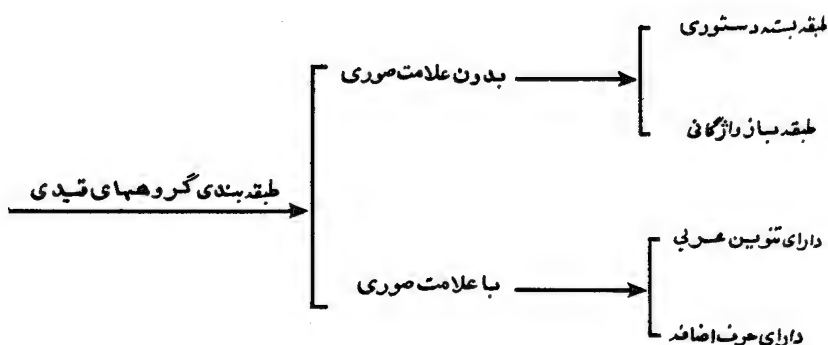 طبقه بسته دستوری
بدون علامت صوری
طبقه باز واژگانی
طبقه بندی گروههای قیدی
دارای تنوین عربی
با علامت صوری
دارای حرف اضافه